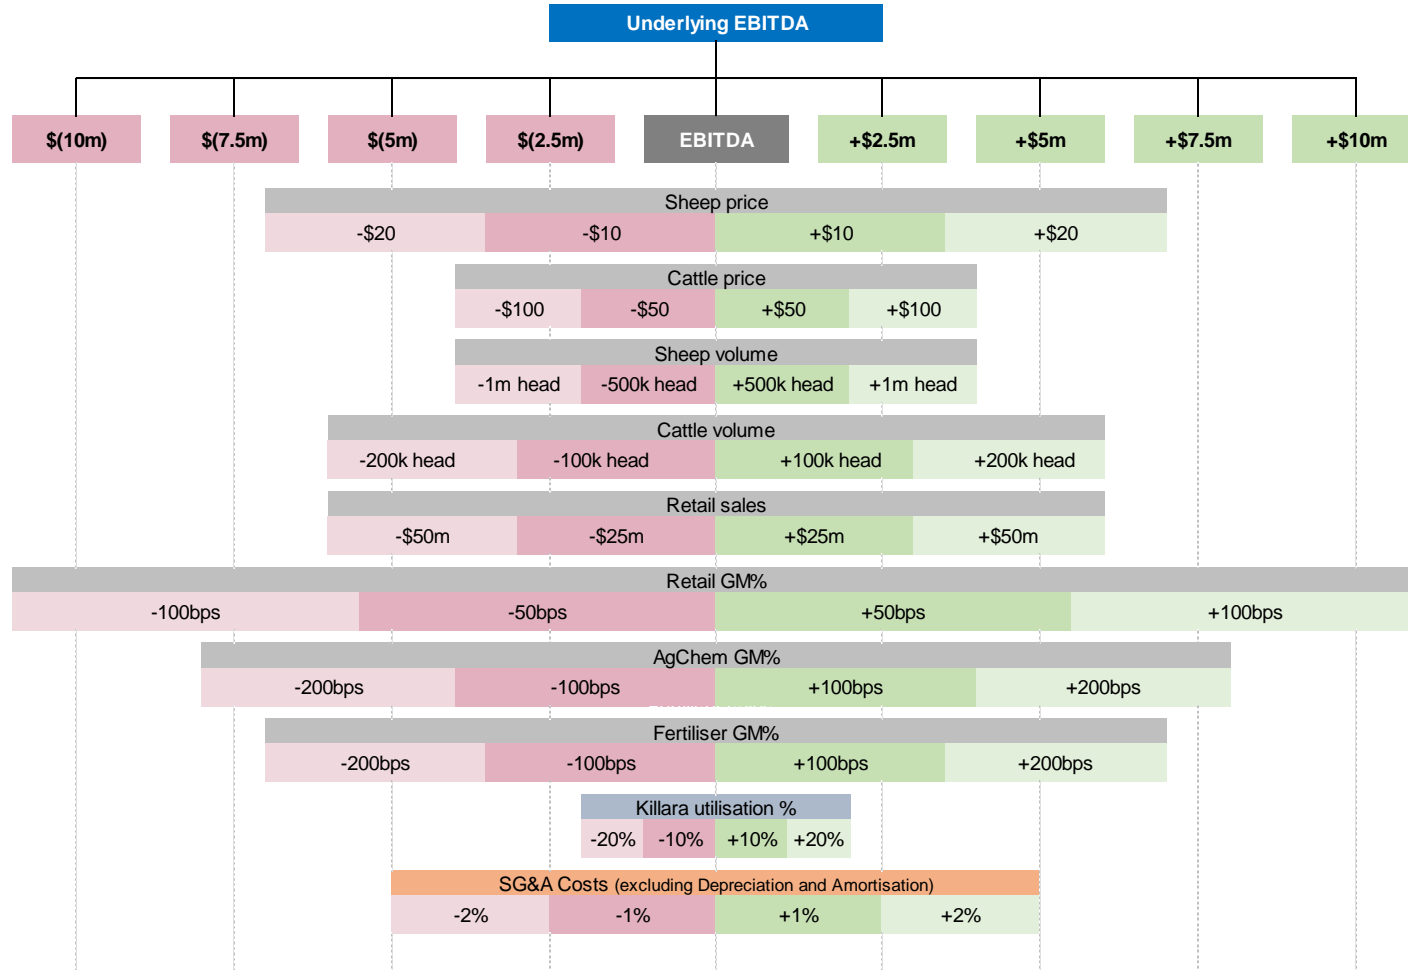 Underlying EBITDA
$(10m) $(7.5m) $(5m) $(2.5m) EBITDA +$2.5m +$5m +$7.5m +$10m
Sheep price
-$20 -$10 +$10 +$20
Cattle price
-$100 -$50 +$50 +$100
Sheep volume
-1m head -500k head +500k head +1m head
Cattle volume
-200k head -100k head +100k head +200k head
Retail sales
-$50m -$25m +$25m +$50m
Retail GM%
-100bps -50bps +50bps +100bps
AgChem GM%
-200bps -100bps +100bps +200bps
Fertiliser GM%
-200bps -100bps +100bps +200bps
Killara utilisation %
-20% -10% +10% +20%
SG&A Costs (excluding Depreciation and Amortisation)
-2% -1% +1% +2%